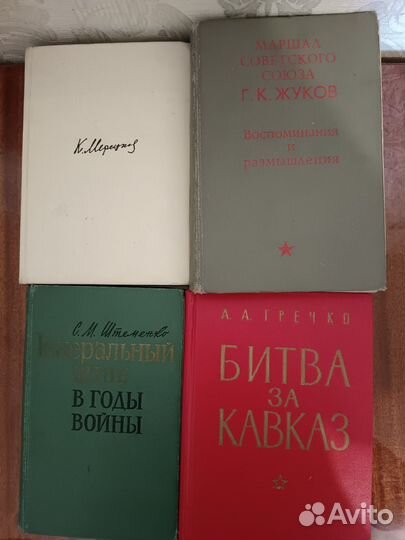 К. Мерецков
МАРШАЛ
СОВЕТСКОГО
СОЮЗА
Г. К. ЖУКОВ
Воспоминания
и
размышления
С. М. Штеменко
Генеральный
штаб
В ГОДЫ
ВОЙНЫ
А. А. ГРЕЧКО
БИТВА
ЗА
КАВКАЗ
Avito